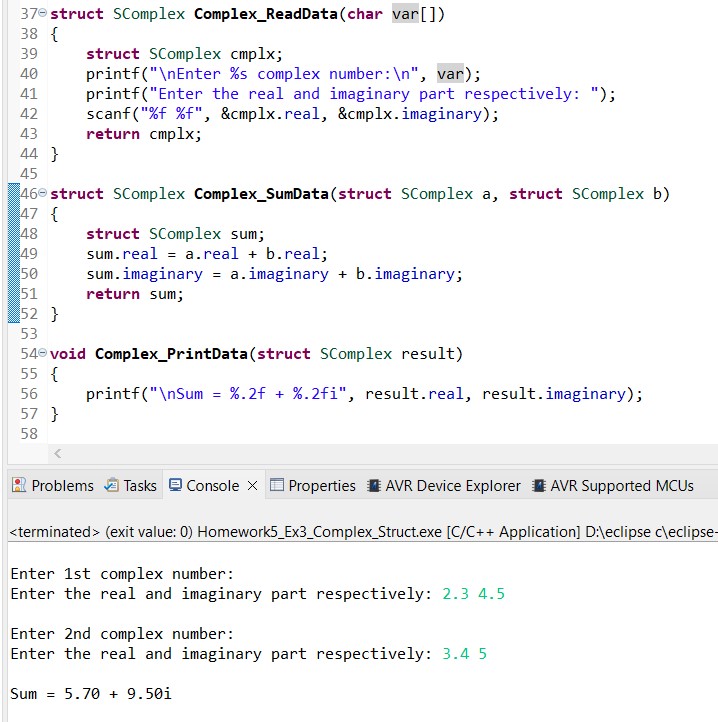 37 struct SComplex Complex_ReadData(char var[])
38 {
39     struct SComplex cmplx;
40     printf("\nEnter %s complex number:\n", var);
41     printf("Enter the real and imaginary part respectively: ");
42     scanf("%f %f", &cmplx.real, &cmplx.imaginary);
43     return cmplx;
44 }
45
46 struct SComplex Complex_SumData(struct SComplex a, struct SComplex b)
47 {
48     struct SComplex sum;
49     sum.real = a.real + b.real;
50     sum.imaginary = a.imaginary + b.imaginary;
51     return sum;
52 }
53
54 void Complex_PrintData(struct SComplex result)
55 {
56     printf("\nSum = %.2f + %.2fi", result.real, result.imaginary);
57 }
58
Problems Tasks Console Properties AVR Device Explorer AVR Supported MCUs
<terminated> (exit value: 0) Homework5_Ex3_Complex_Struct.exe [C/C++ Application] D:\eclipse c\eclipse-
Enter 1st complex number:
Enter the real and imaginary part respectively: 2.3 4.5
Enter 2nd complex number:
Enter the real and imaginary part respectively: 3.4 5
Sum = 5.70 + 9.50i